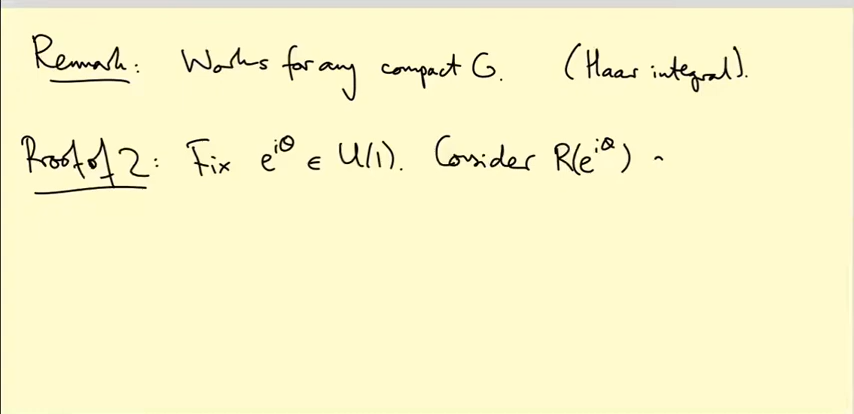 Remark: Works for any compact G. (Haar integral).
Proof of 2: Fix e^{iθ} ∈ U(1). Consider R(e^{iθ})